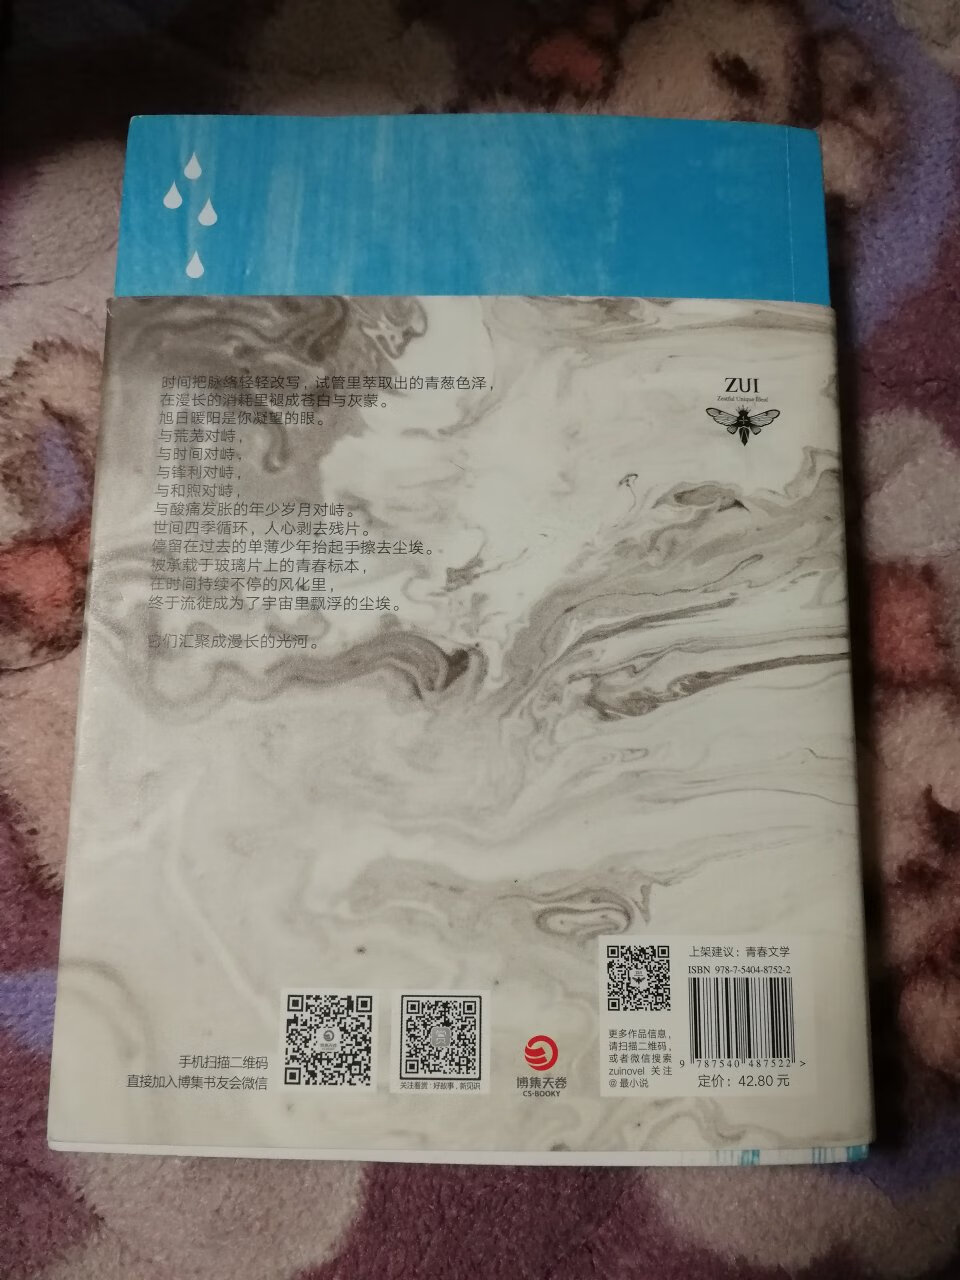 时间把脉络轻轻改写，试管里萃取出的青葱色泽，
在漫长的消耗里褪成苍白与灰蒙。
旭日暖阳是你凝望的眼。
与荒芜对峙，
与时间对峙，
与锋利对峙，
与和煦对峙，
与酸痛发胀的年少岁月对峙。
世间四季循环，人心剥去残片。
停留在过去的单薄少年抬起手擦去尘埃。
被承载于玻璃片上的青春标本，
在时间持续不停的风化里，
终于流徙成为了宇宙里飘浮的尘埃。
它们汇聚成漫长的光河。
ZUI
Zestful Unique Ideal
手机扫描二维码
直接加入博集书友会微信
关注看赏：好故事，新见识
博集天卷
CS-BOOKY
上架建议：青春文学
ISBN 978-7-5404-8752-2
更多作品信息，
请扫描二维码，
或者微信搜索
zuinovel 关注
@最小说
9 787540 487522 >
定价：42.80 元